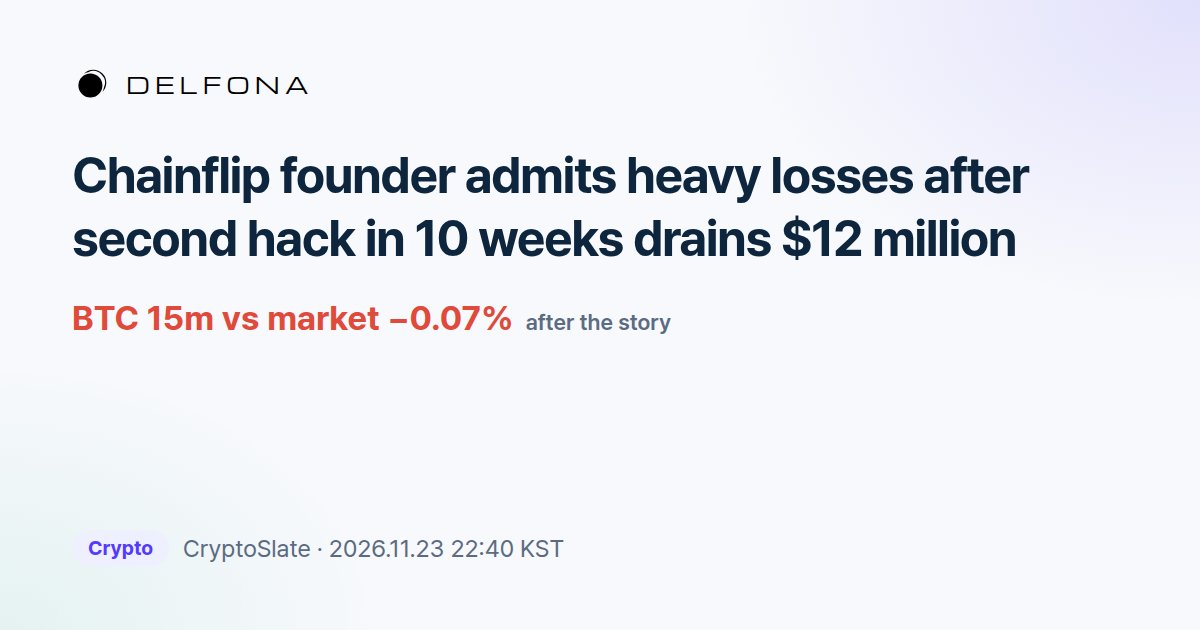 DELFONA
Chainflip founder admits heavy losses after
second hack in 10 weeks drains $12 million
BTC 15m vs market −0.07% after the story
Crypto CryptoSlate · 2026.11.23 22:40 KST